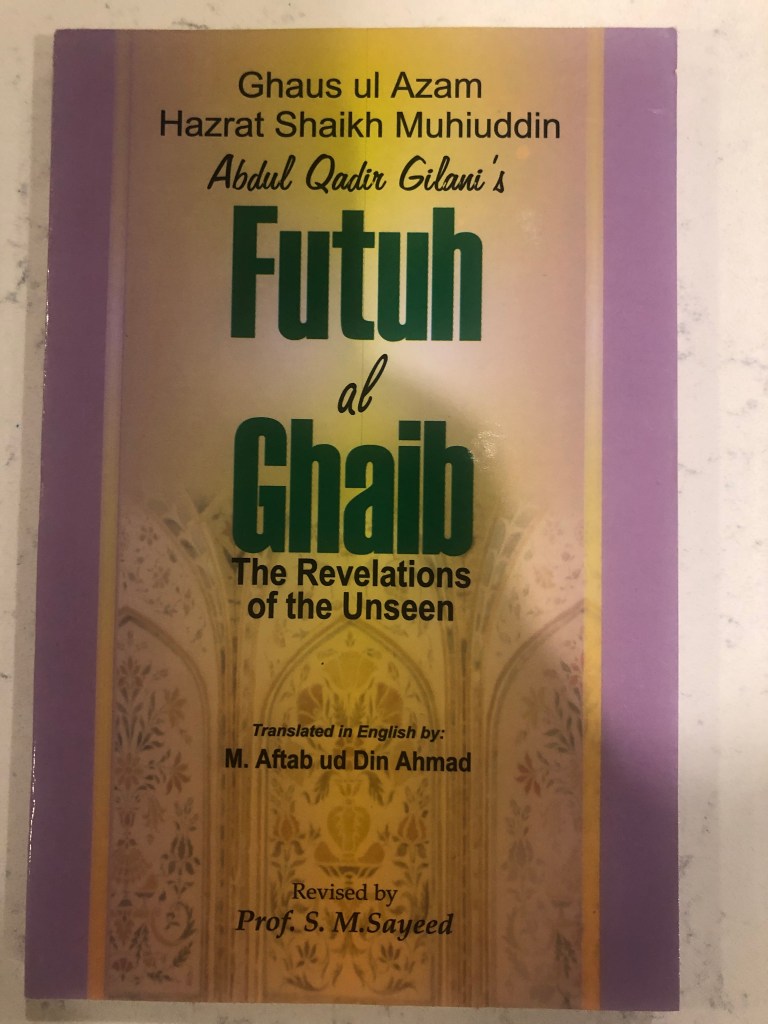 Ghaus ul Azam
Hazrat Shaikh Muhiuddin
Abdul Qadir Gilani's
Futuh
al
Ghaib
The Revelations
of the Unseen
Translated in English by:
M. Aftab ud Din Ahmad
Revised by
Prof. S. M.Sayeed